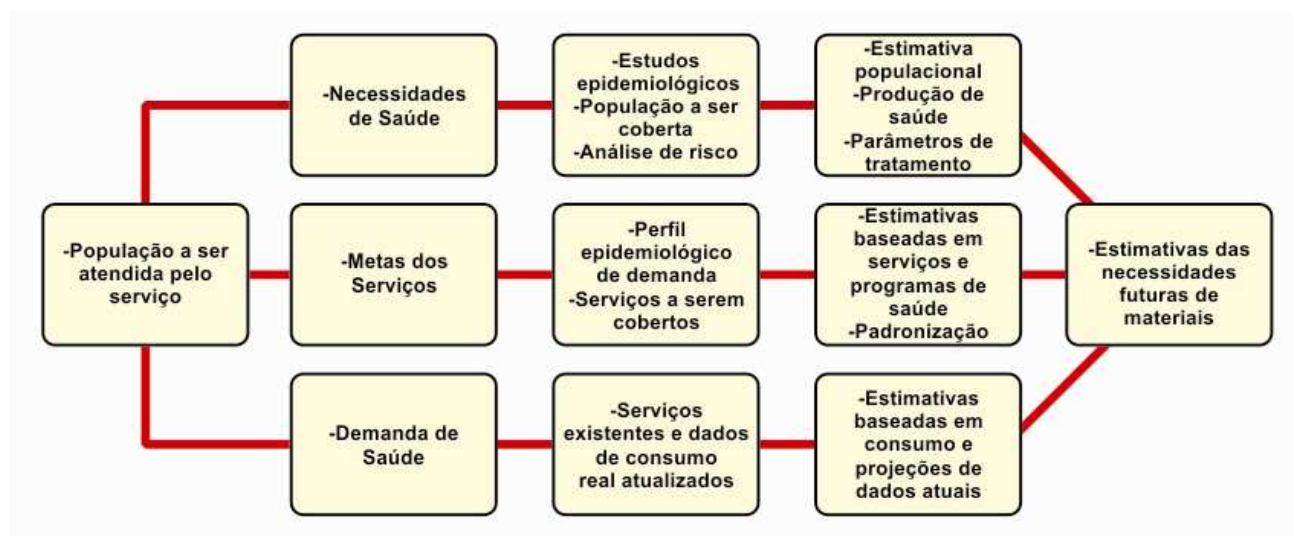 -Necessidades
de Saúde
-Estudos
epidemiológicos
-População a ser
coberta
-Análise de risco
-Estimativa
populacional
-Produção de
saúde
-Parâmetros de
tratamento
-População a ser
atendida pelo
serviço
-Metas dos
Serviços
-Perfil
epidemiológico
de demanda
-Serviços a serem
cobertos
-Estimativas
baseadas em
serviços e
programas de
saúde
-Padronização
-Estimativas das
necessidades
futuras de
materiais
-Demanda de
Saúde
-Serviços
existentes e dados
de consumo
real atualizados
-Estimativas
baseadas em
consumo e
projeções de
dados atuais